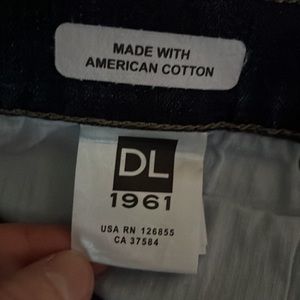 MADE WITH
AMERICAN COTTON
DL
1961
USA RN 126855
CA 37584